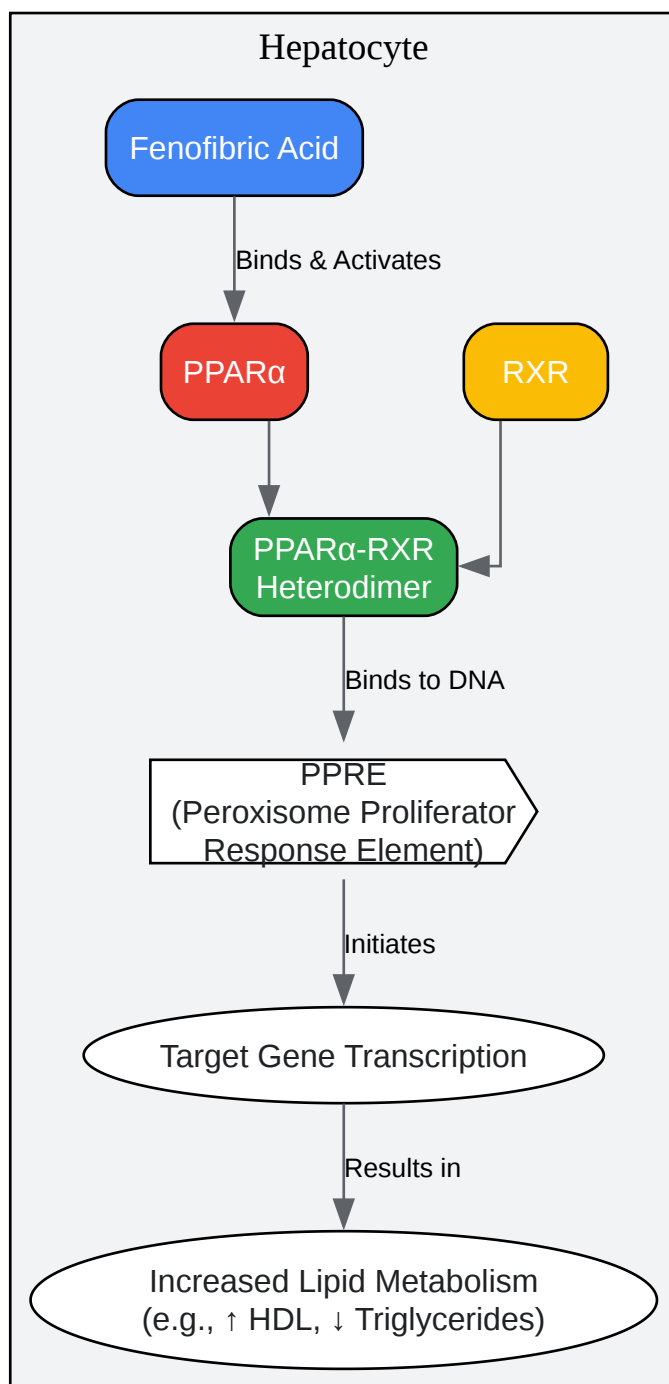 Hepatocyte
Fenofibric Acid
Binds & Activates
PPARα
RXR
PPARα-RXR
Heterodimer
Binds to DNA
PPRE
(Peroxisome Proliferator
Response Element)
Initiates
Target Gene Transcription
Results in
Increased Lipid Metabolism
(e.g., ↑ HDL, ↓ Triglycerides)